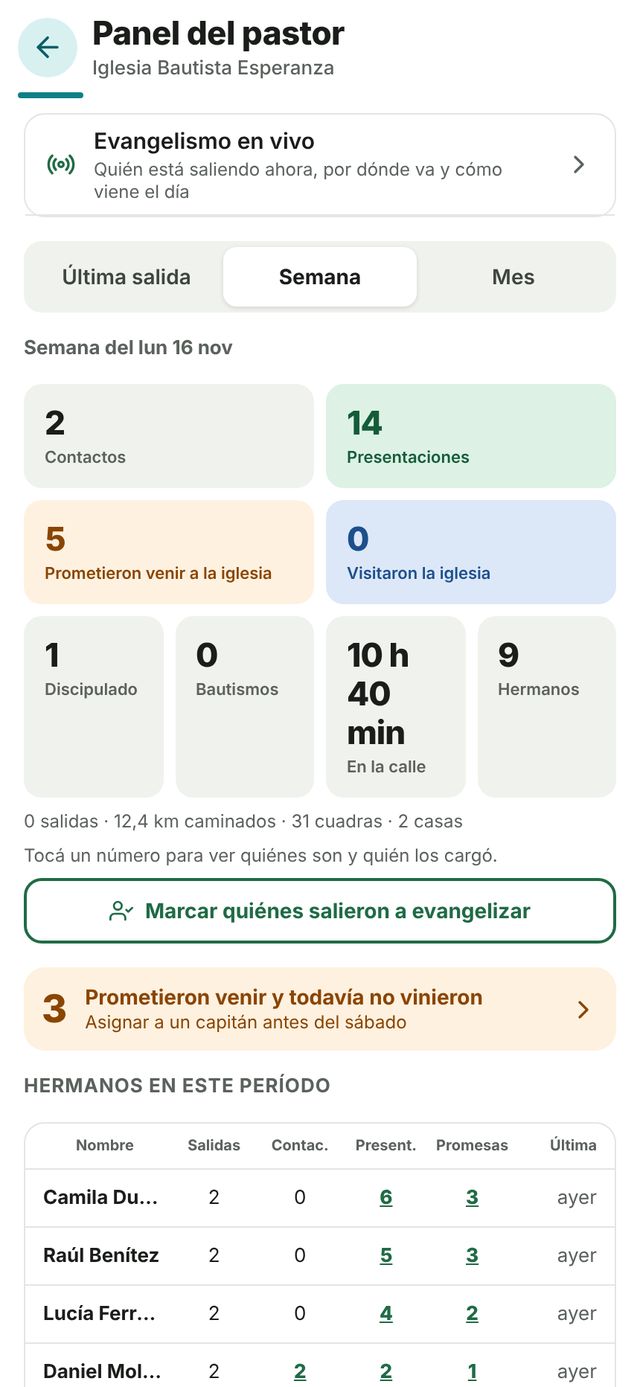 Panel del pastor
Iglesia Bautista Esperanza
Evangelismo en vivo
Quién está saliendo ahora, por dónde va y cómo
viene el día
Última salida
Semana
Mes
Semana del lun 16 nov
2
Contactos
14
Presentaciones
5
Prometieron venir a la iglesia
0
Visitaron la iglesia
1
Discipulado
0
Bautismos
10 h
40
min
En la calle
9
Hermanos
0 salidas · 12,4 km caminados · 31 cuadras · 2 casas
Tocá un número para ver quiénes son y quién los cargó.
Marcar quiénes salieron a evangelizar
3
Prometieron venir y todavía no vinieron
Asignar a un capitán antes del sábado
HERMANOS EN ESTE PERÍODO
Nombre Salidas Contac. Present. Promesas Última
Camila Du... 2 0 6 3 ayer
Raúl Benítez 2 0 5 3 ayer
Lucía Ferr... 2 0 4 2 ayer
Daniel Mol... 2 2 2 1 ayer